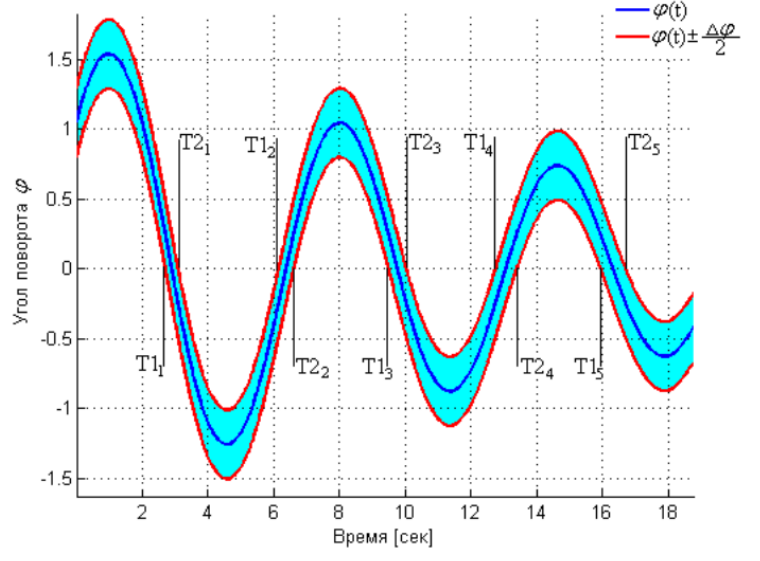 φ(t)
φ(t) ± Δφ/2
1.5
1
0.5
0
-0.5
-1
-1.5
Угол поворота φ
T2₁
T1₂
T2₃
T1₄
T2₅
T1₁
T2₂
T1₃
T2₄
T1₅
2 4 6 8 10 12 14 16 18
Время [сек]